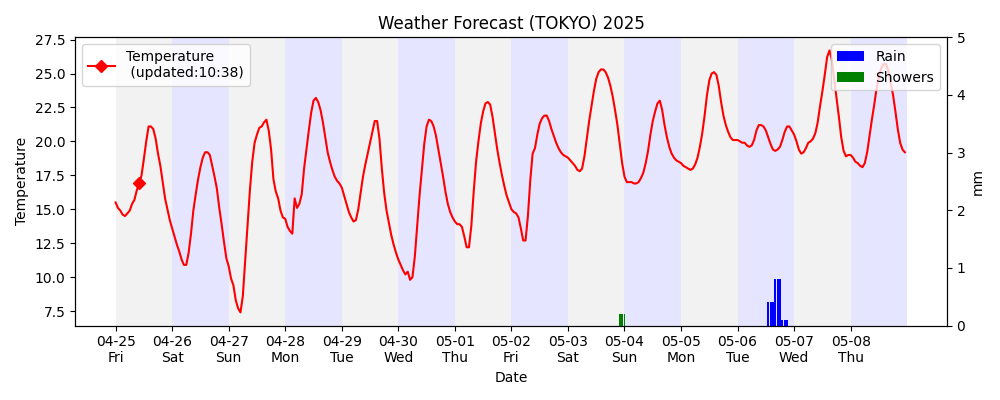 Weather Forecast (TOKYO) 2025
Temperature
(updated:10:38)
Rain
Showers
27.5
25.0
22.5
20.0
17.5
15.0
12.5
10.0
7.5
Temperature
5
4
3
2
1
0
mm
04-25 04-26 04-27 04-28 04-29 04-30 05-01 05-02 05-03 05-04 05-05 05-06 05-07 05-08
Fri Sat Sun Mon Tue Wed Thu Fri Sat Sun Mon Tue Wed Thu
Date